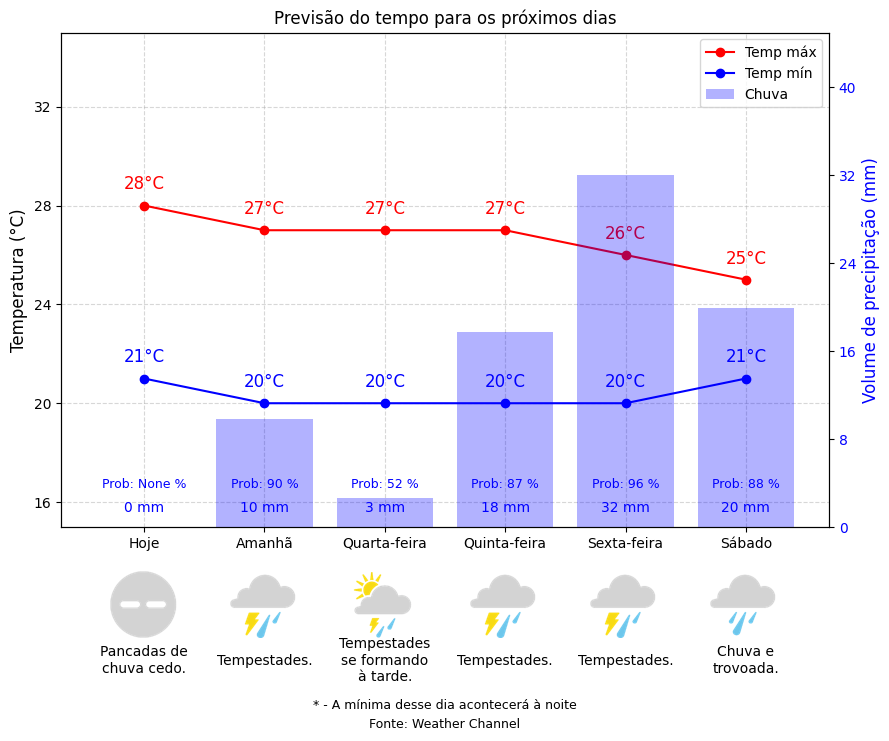 Previsão do tempo para os próximos dias
Temp máx
Temp mín
Chuva
Temperatura (°C)
Volume de precipitação (mm)
32
28
24
20
16
40
32
24
16
8
0
28°C
27°C
27°C
27°C
26°C
25°C
21°C
20°C
20°C
20°C
20°C
21°C
Prob: None %
Prob: 90 %
Prob: 52 %
Prob: 87 %
Prob: 96 %
Prob: 88 %
0 mm
10 mm
3 mm
18 mm
32 mm
20 mm
Hoje
Amanhã
Quarta-feira
Quinta-feira
Sexta-feira
Sábado
Pancadas de
chuva cedo.
Tempestades.
Tempestades
se formando
à tarde.
Tempestades.
Tempestades.
Chuva e
trovoada.
* - A mínima desse dia acontecerá à noite
Fonte: Weather Channel